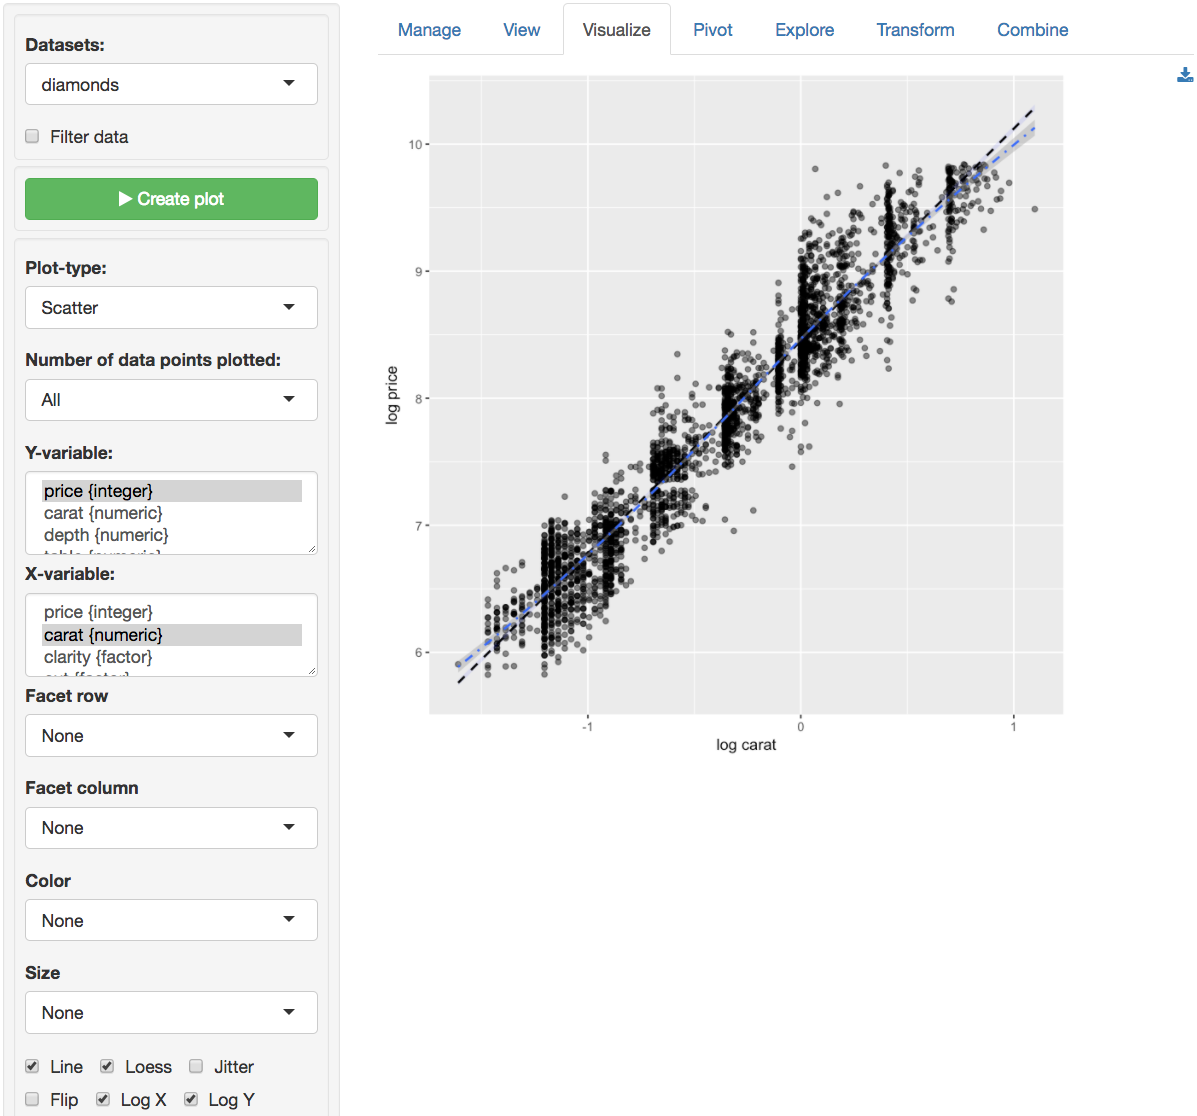 Datasets:
diamonds
Filter data
Create plot
Plot-type:
Scatter
Number of data points plotted:
All
Y-variable:
price {integer}
carat {numeric}
depth {numeric}
X-variable:
price {integer}
carat {numeric}
clarity {factor}
Facet row
None
Facet column
None
Color
None
Size
None
Line Loess Jitter
Flip Log X Log Y
Manage View Visualize Pivot Explore Transform Combine
10
9
8
7
6
log price
-1 0 1
log carat